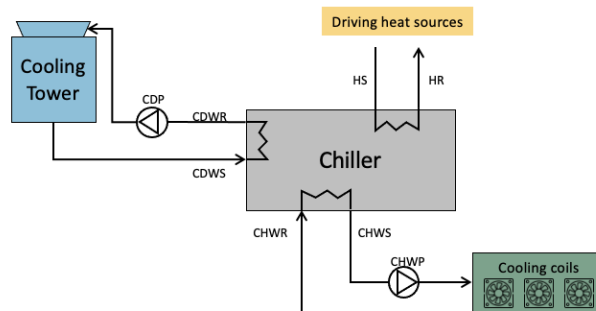 Driving heat sources
Cooling
Tower
HS
HR
CDP
CDWR
Chiller
CDWS
CHWR
CHWS
CHWP
Cooling coils